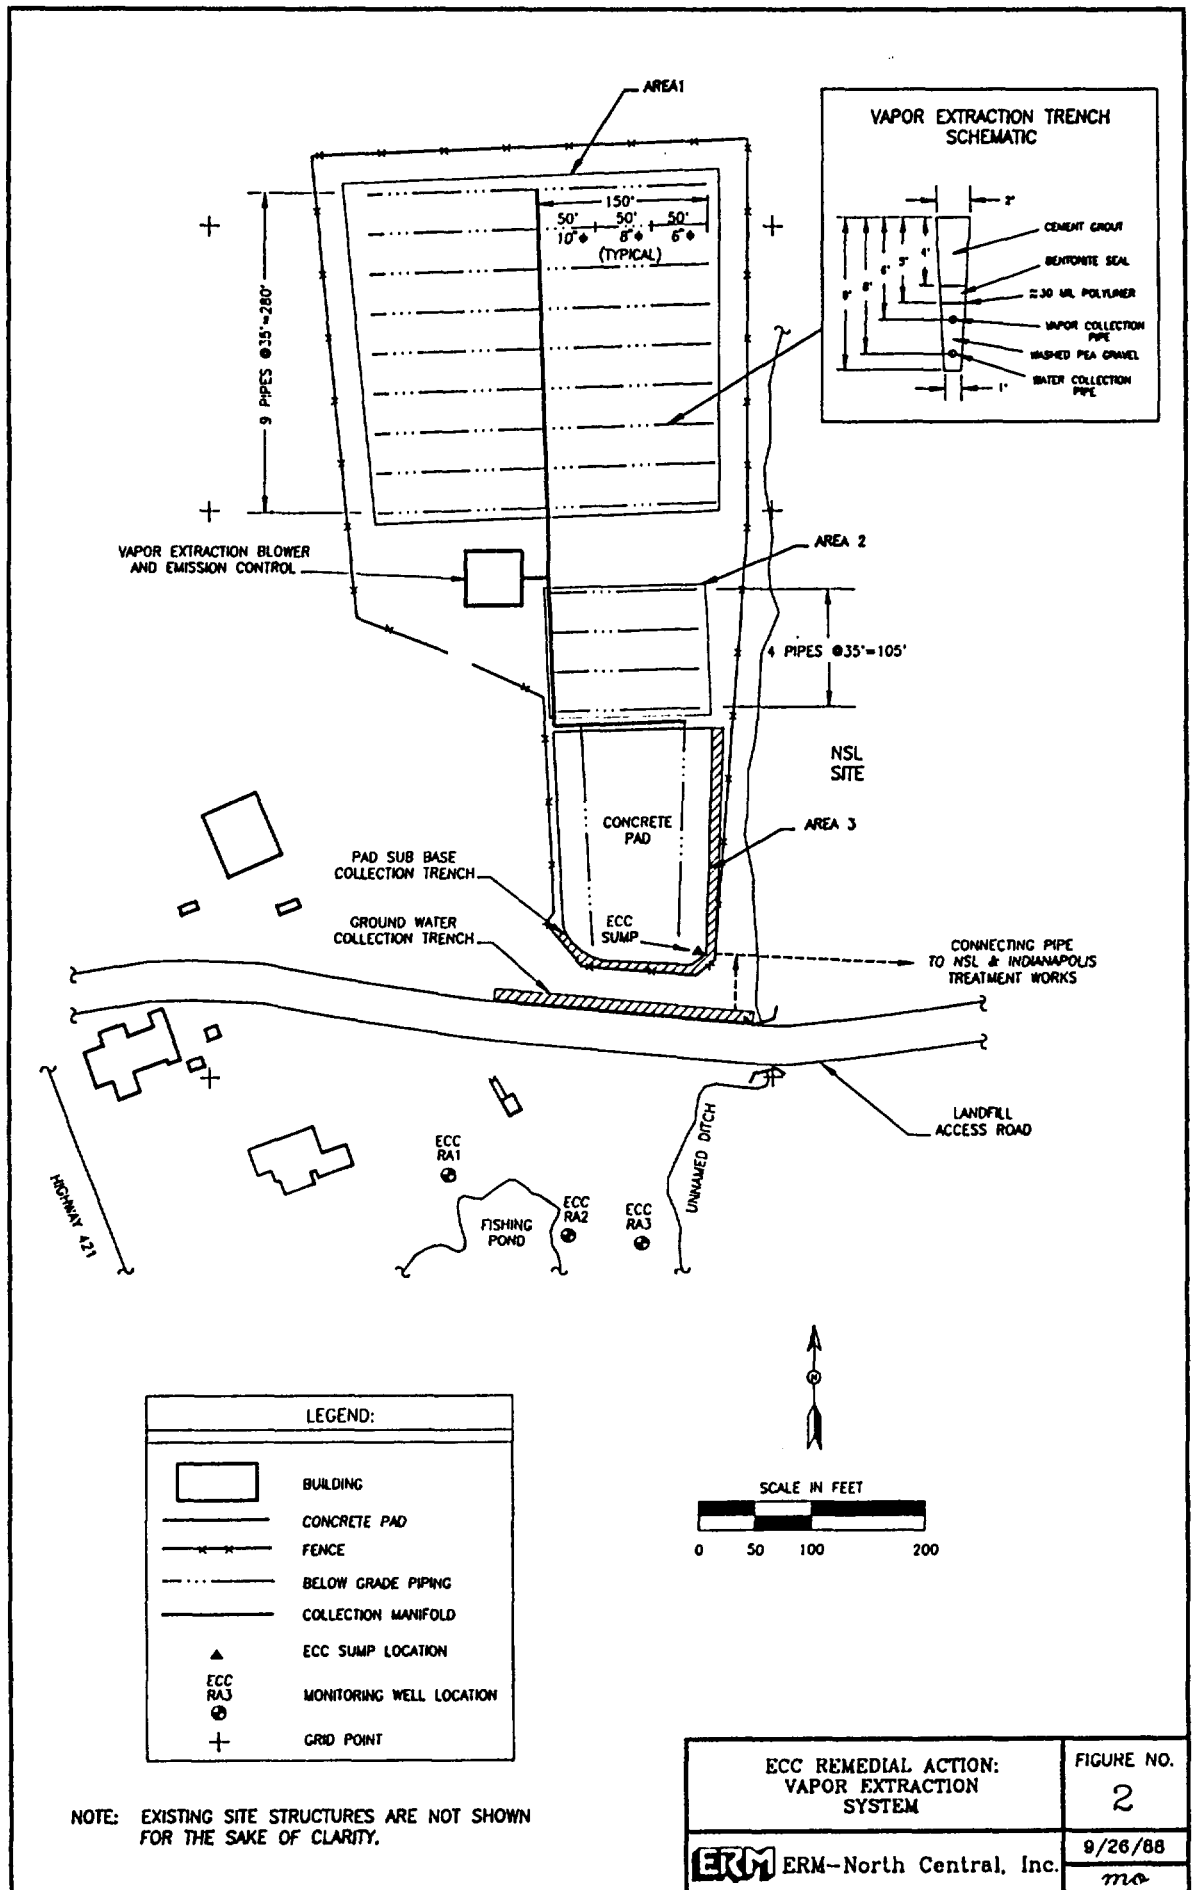 AREA1
VAPOR EXTRACTION TRENCH
SCHEMATIC
2'
CEMENT GROUT
BENTONITE SEAL
≈30 MIL POLYLINER
VAPOR COLLECTION
PIPE
WASHED PEA GRAVEL
WATER COLLECTION
PIPE
9'
8'
6'
5'
4'
1'
150'
50' 50' 50'
10"ϕ 8"ϕ 6"ϕ
(TYPICAL)
9 PIPES @35'=280'
VAPOR EXTRACTION BLOWER
AND EMISSION CONTROL
AREA 2
4 PIPES @35'=105'
NSL
SITE
CONCRETE
PAD
AREA 3
PAD SUB BASE
COLLECTION TRENCH
GROUND WATER
COLLECTION TRENCH
ECC
SUMP
CONNECTING PIPE
TO NSL & INDIANAPOLIS
TREATMENT WORKS
LANDFILL
ACCESS ROAD
UNNAMED DITCH
HIGHWAY 421
ECC
RA1
FISHING
POND
ECC
RA2
ECC
RA3
N
SCALE IN FEET
0 50 100 200
LEGEND:
BUILDING
CONCRETE PAD
FENCE
BELOW GRADE PIPING
COLLECTION MANIFOLD
ECC SUMP LOCATION
ECC
RA3
MONITORING WELL LOCATION
GRID POINT
NOTE: EXISTING SITE STRUCTURES ARE NOT SHOWN
FOR THE SAKE OF CLARITY.
ECC REMEDIAL ACTION:
VAPOR EXTRACTION
SYSTEM
FIGURE NO.
2
ERM ERM-North Central, Inc.
9/26/88
mo